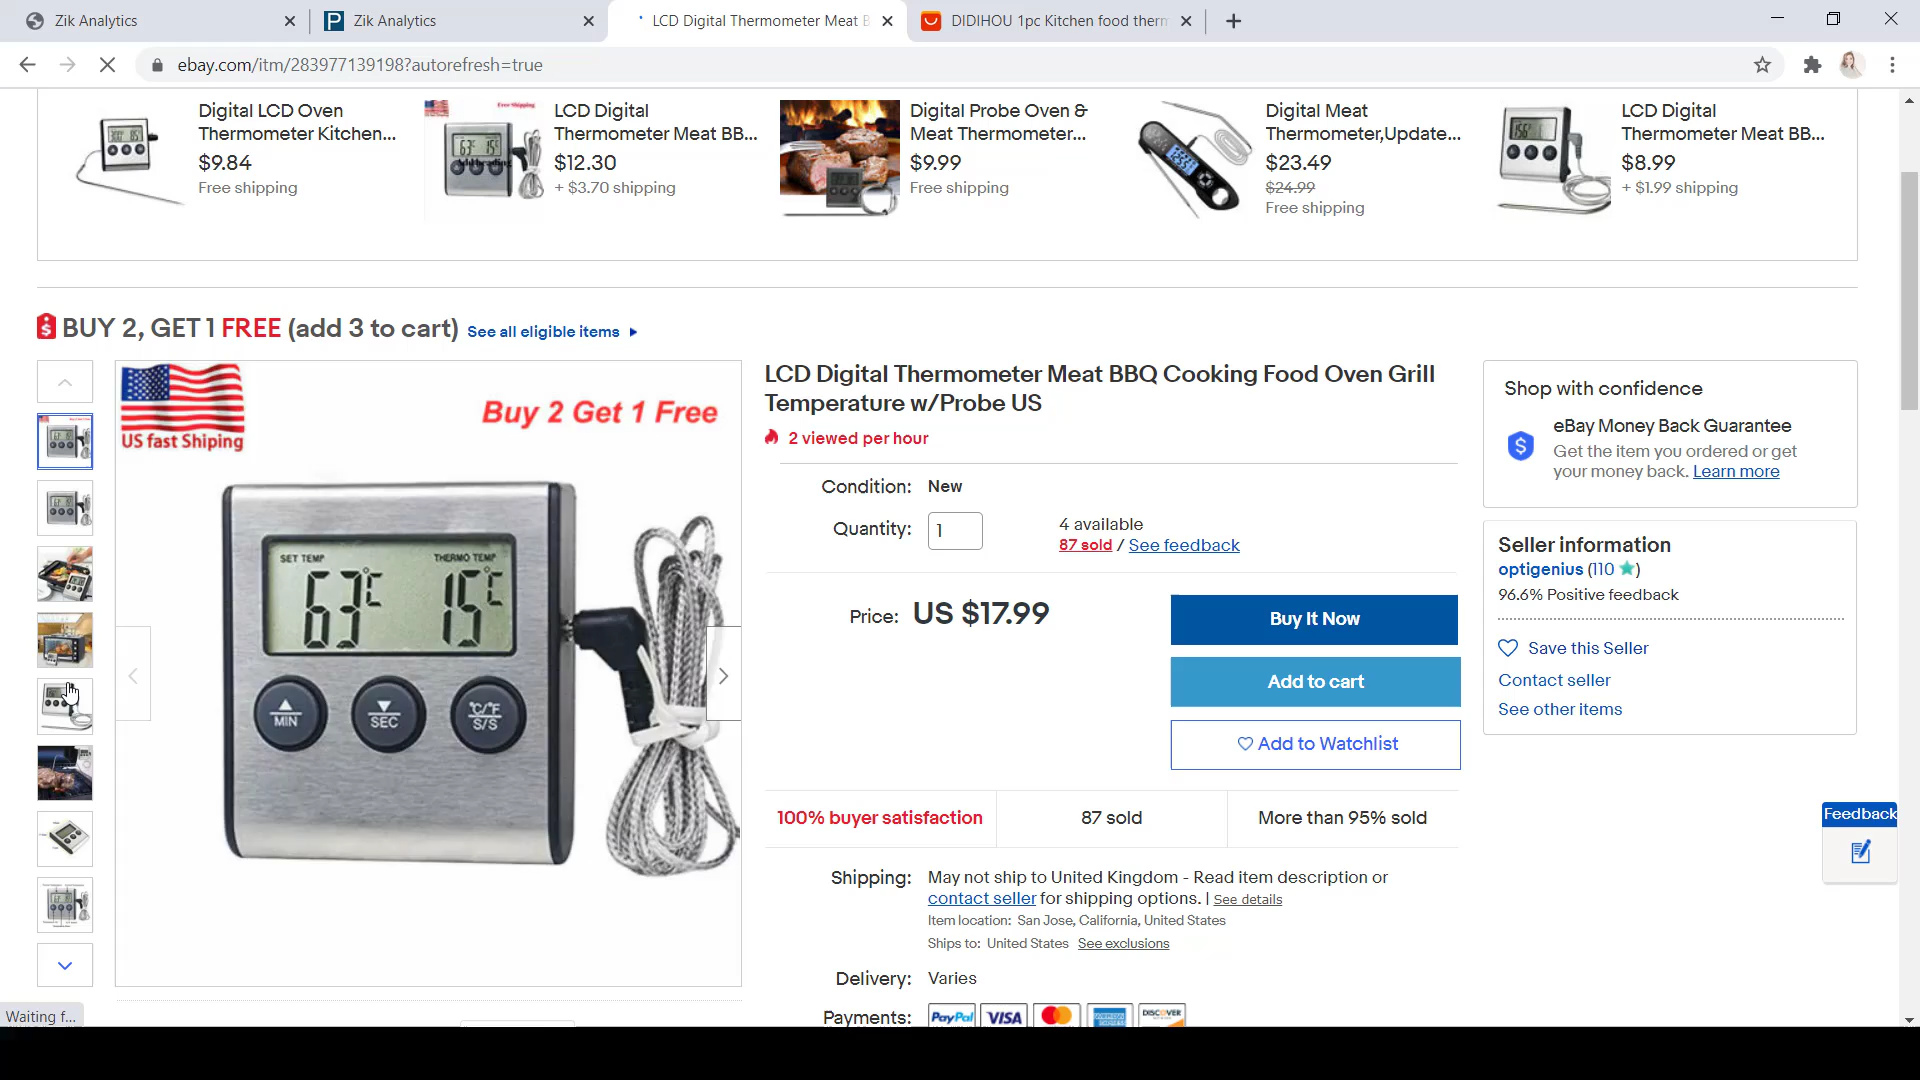 Zik Analytics
Zik Analytics
LCD Digital Thermometer Meat B
DIDIHOU 1pc Kitchen food therm
ebay.com/itm/283977139198?autorefresh=true
Digital LCD Oven
Thermometer Kitchen...
$9.84
Free shipping
Free Shipping
LCD Digital
Thermometer Meat BB...
$12.30
+ $3.70 shipping
Digital Probe Oven &
Meat Thermometer...
$9.99
Free shipping
Digital Meat
Thermometer,Update...
$23.49
$24.99
Free shipping
LCD Digital
Thermometer Meat BB...
$8.99
+ $1.99 shipping
BUY 2, GET 1 FREE (add 3 to cart) See all eligible items
US fast Shiping
Buy 2 Get 1 Free
SET TEMP
THERMO TEMP
63°C
15°C
MIN
SEC
°C/°F
S/S
LCD Digital Thermometer Meat BBQ Cooking Food Oven Grill
Temperature w/Probe US
2 viewed per hour
Condition: New
Quantity: 1
4 available
87 sold / See feedback
Price: US $17.99
Buy It Now
Add to cart
Add to Watchlist
100% buyer satisfaction
87 sold
More than 95% sold
Shipping: May not ship to United Kingdom - Read item description or
contact seller for shipping options. | See details
Item location: San Jose, California, United States
Ships to: United States See exclusions
Delivery: Varies
Payments: PayPal VISA DISCOVER
Shop with confidence
eBay Money Back Guarantee
Get the item you ordered or get
your money back. Learn more
Seller information
optigenius (110)
96.6% Positive feedback
Save this Seller
Contact seller
See other items
Feedback
Waiting f...